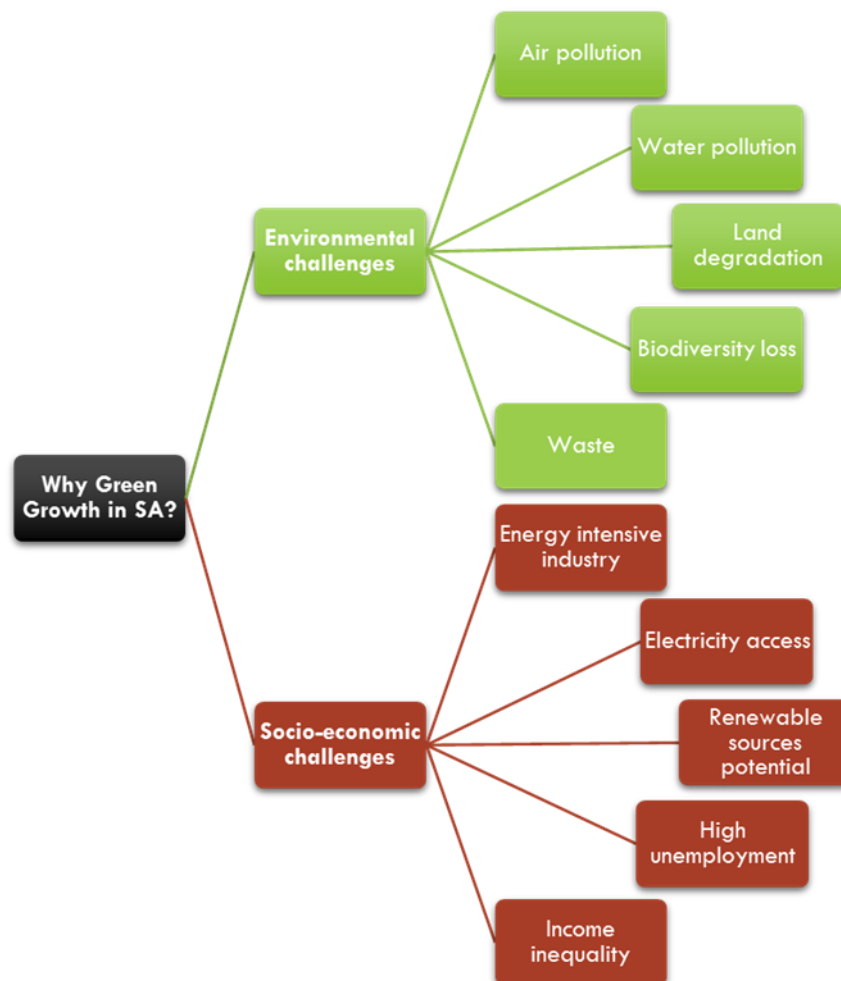 Why Green
Growth in SA?
Environmental
challenges
Air pollution
Water pollution
Land
degradation
Biodiversity loss
Waste
Socio-economic
challenges
Energy intensive
industry
Electricity access
Renewable
sources
potential
High
unemployment
Income
inequality